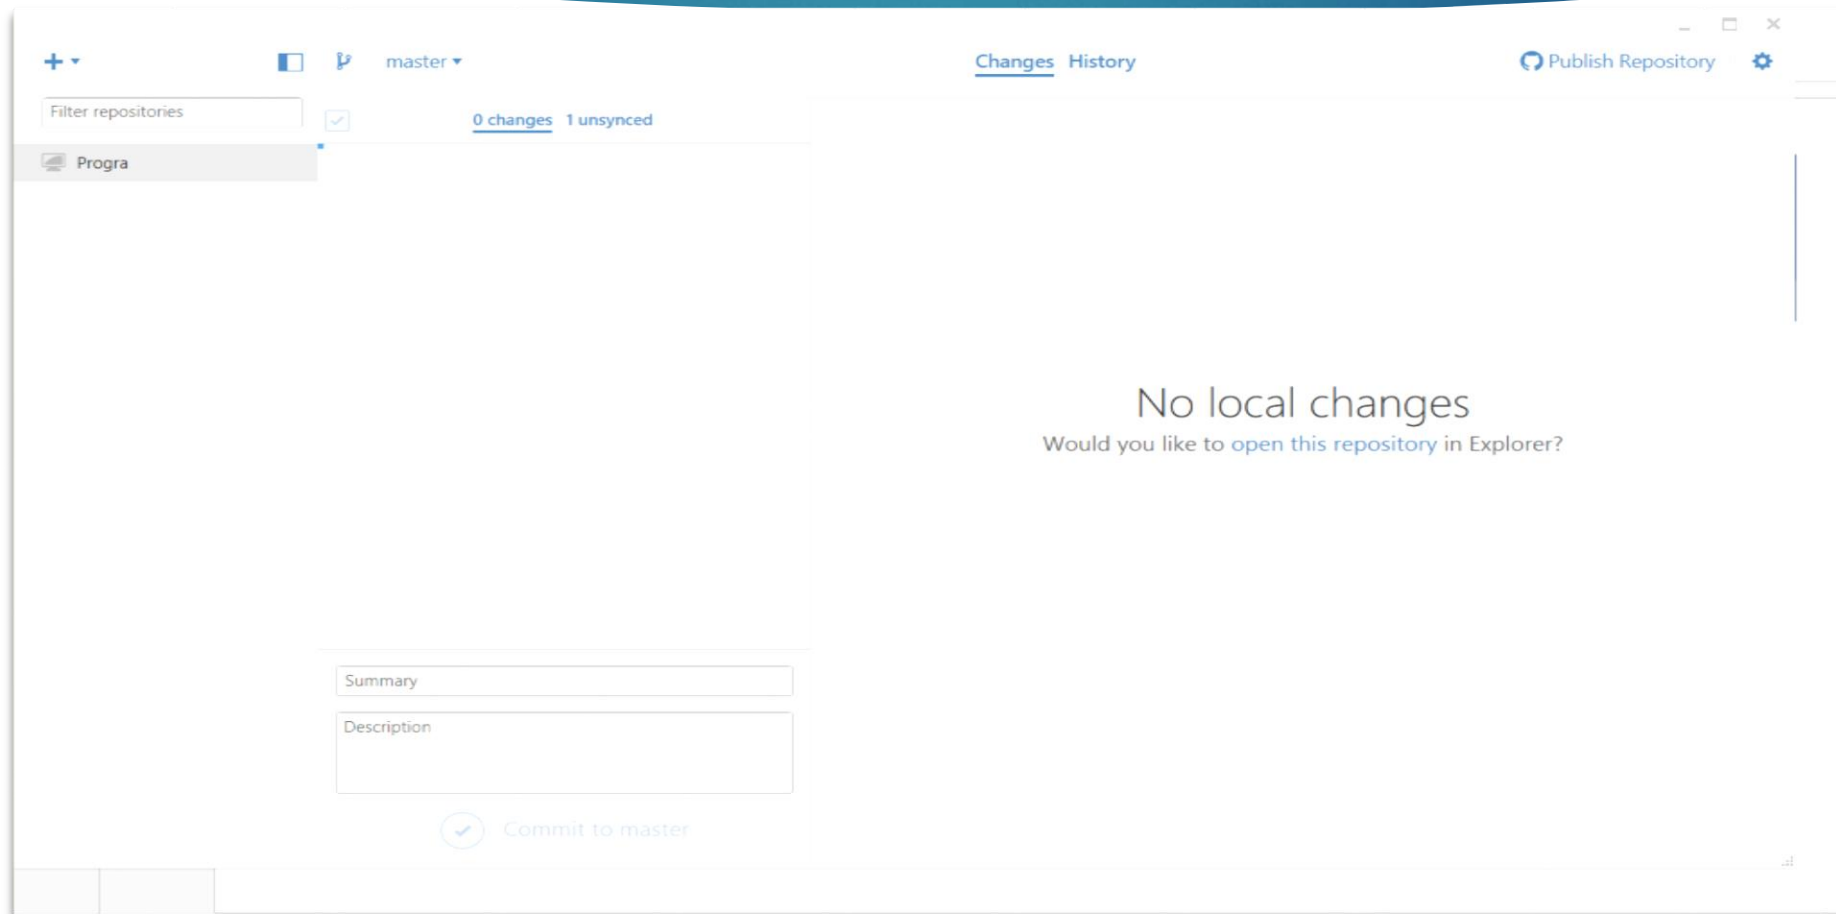 master
Changes History
Publish Repository
Filter repositories
0 changes 1 unsynced
Progra
No local changes
Would you like to open this repository in Explorer?
Summary
Description
Commit to master